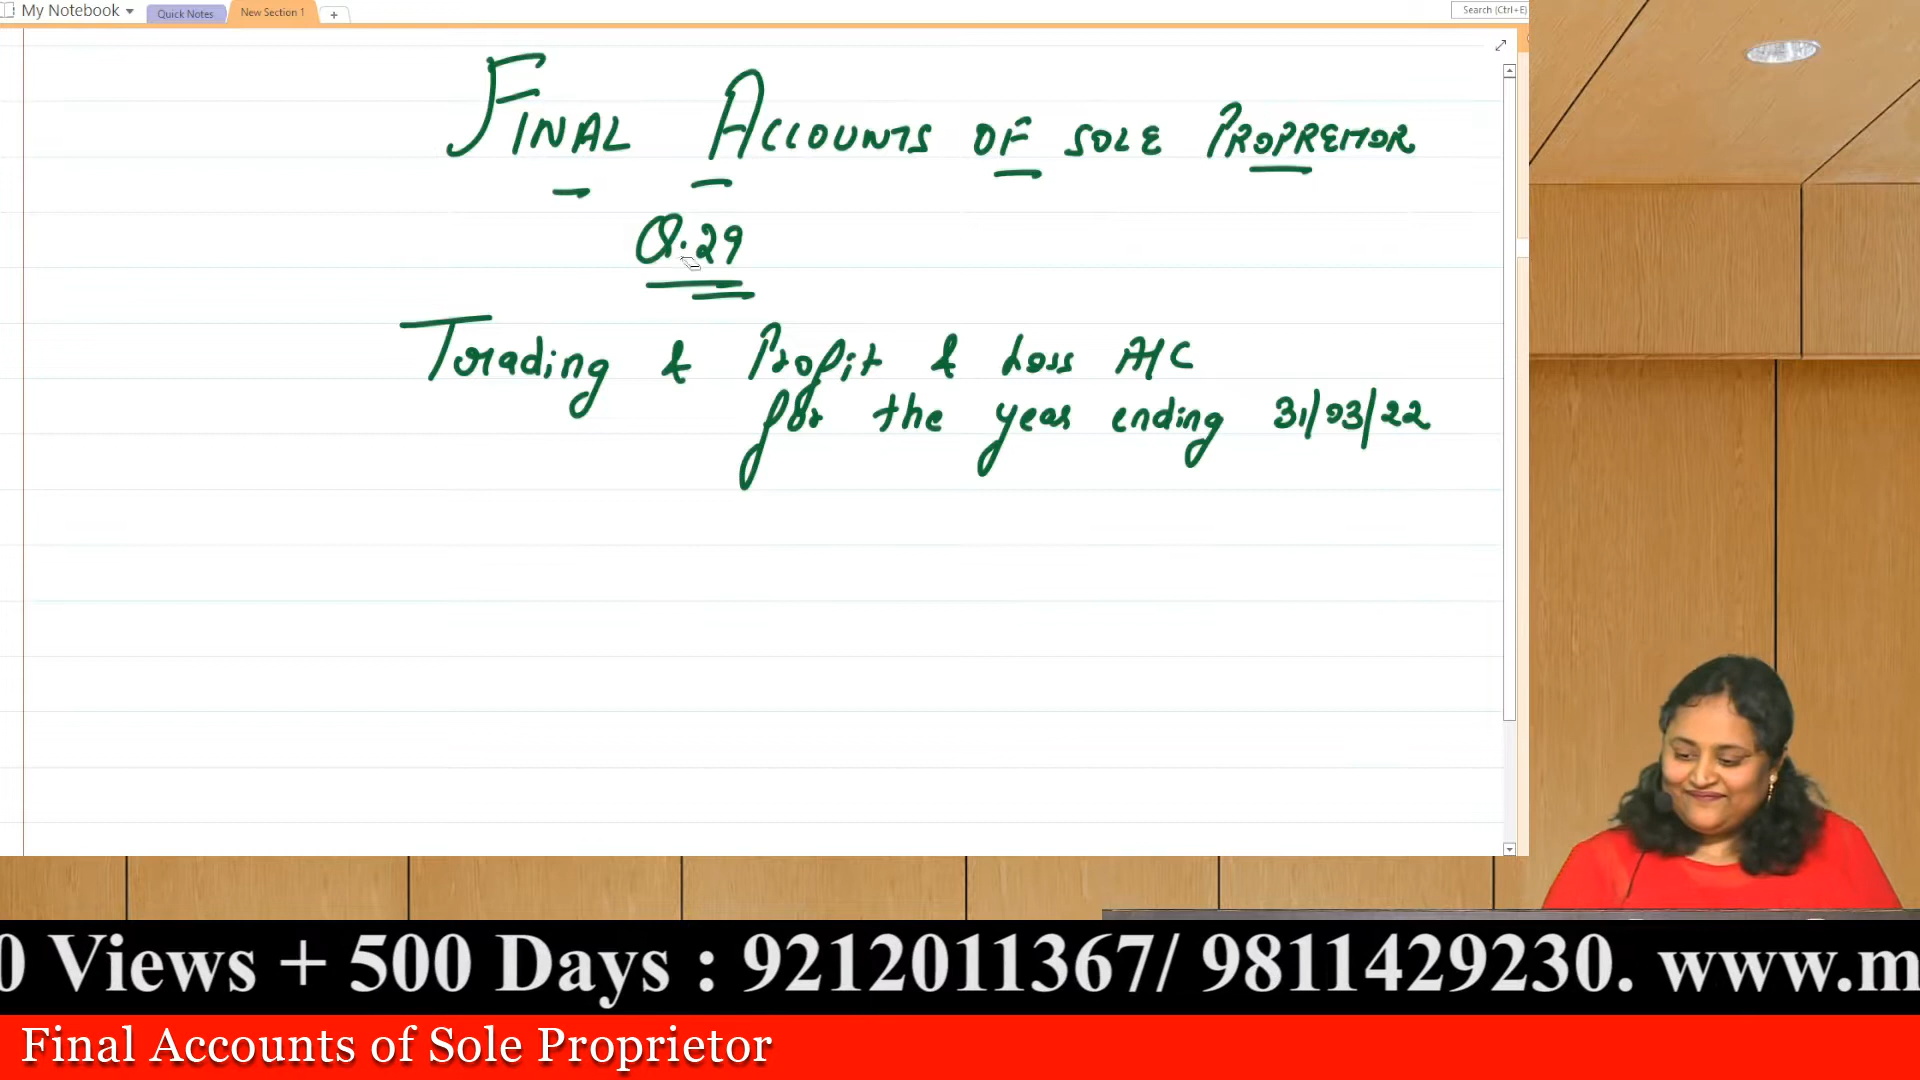 My Notebook
Quick Notes
New Section 1
+
Search (Ctrl+E)
FINAL ACCOUNTS OF SOLE PROPRETOR
Q.29
Trading & Profit & Loss A/C
for the year ending 31/03/22
0 Views + 500 Days : 9212011367/ 9811429230. www.m
Final Accounts of Sole Proprietor